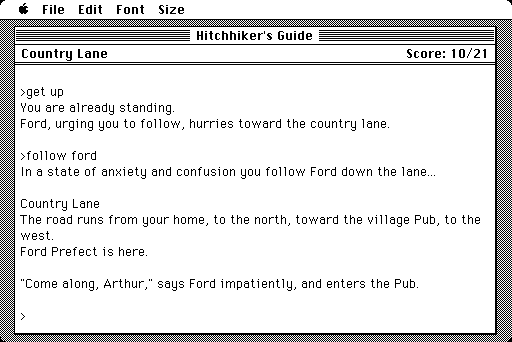 File Edit Font Size
Hitchhiker's Guide
Country Lane Score: 10/21
>get up
You are already standing.
Ford, urging you to follow, hurries toward the country lane.
>follow ford
In a state of anxiety and confusion you follow Ford down the lane...
Country Lane
The road runs from your home, to the north, toward the village Pub, to the
west.
Ford Prefect is here.
"Come along, Arthur," says Ford impatiently, and enters the Pub.
>